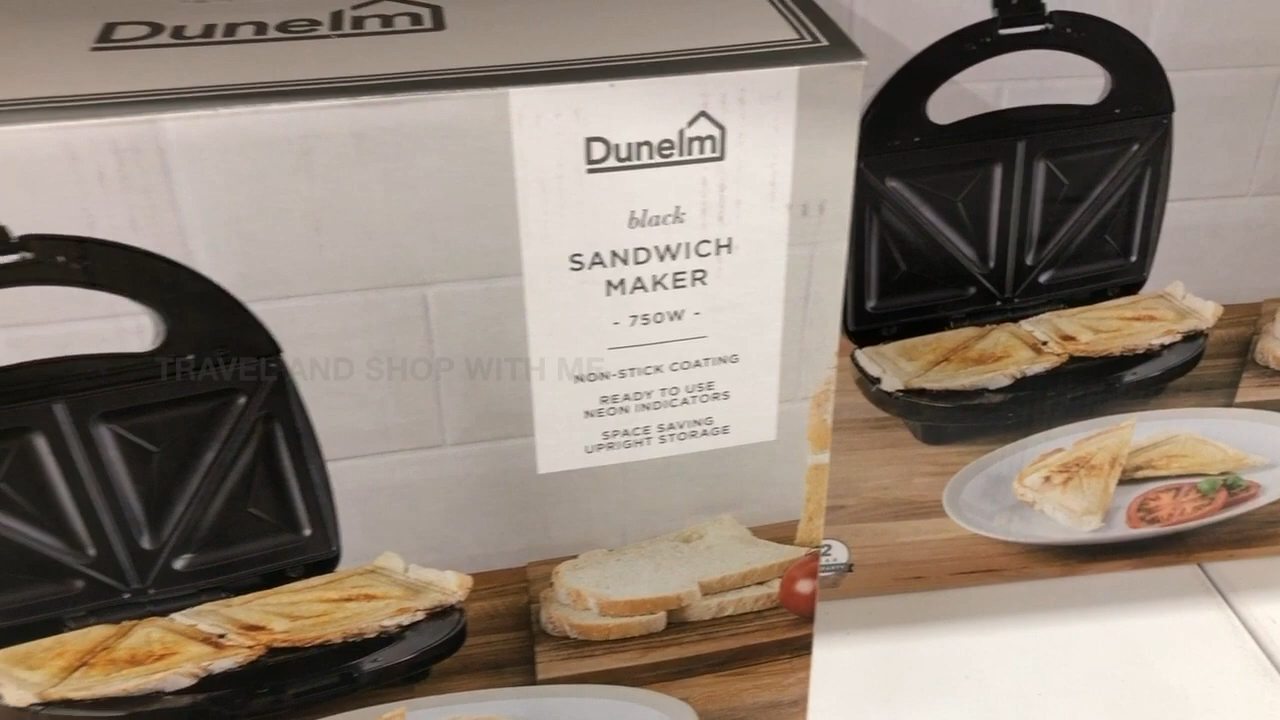 Dunelm
Dunelm
black
SANDWICH
MAKER
- 750W -
NON-STICK COATING
READY TO USE
NEON INDICATORS
SPACE SAVING
UPRIGHT STORAGE
TRAVEL AND SHOP WITH ME
2